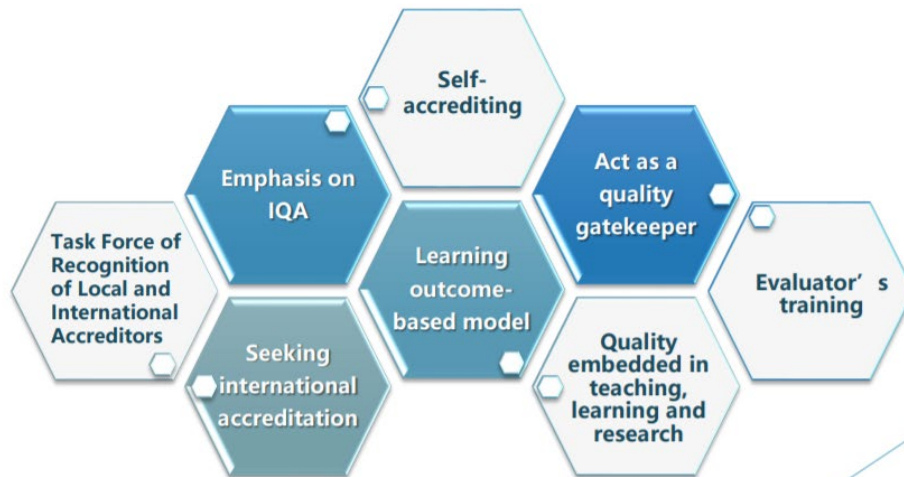 Self-
accrediting
Emphasis on
IQA
Act as a
quality
gatekeeper
Task Force of
Recognition
of Local and
International
Accreditors
Learning
outcome-
based model
Evaluator’s
training
Seeking
international
accreditation
Quality
embedded in
teaching,
learning and
research